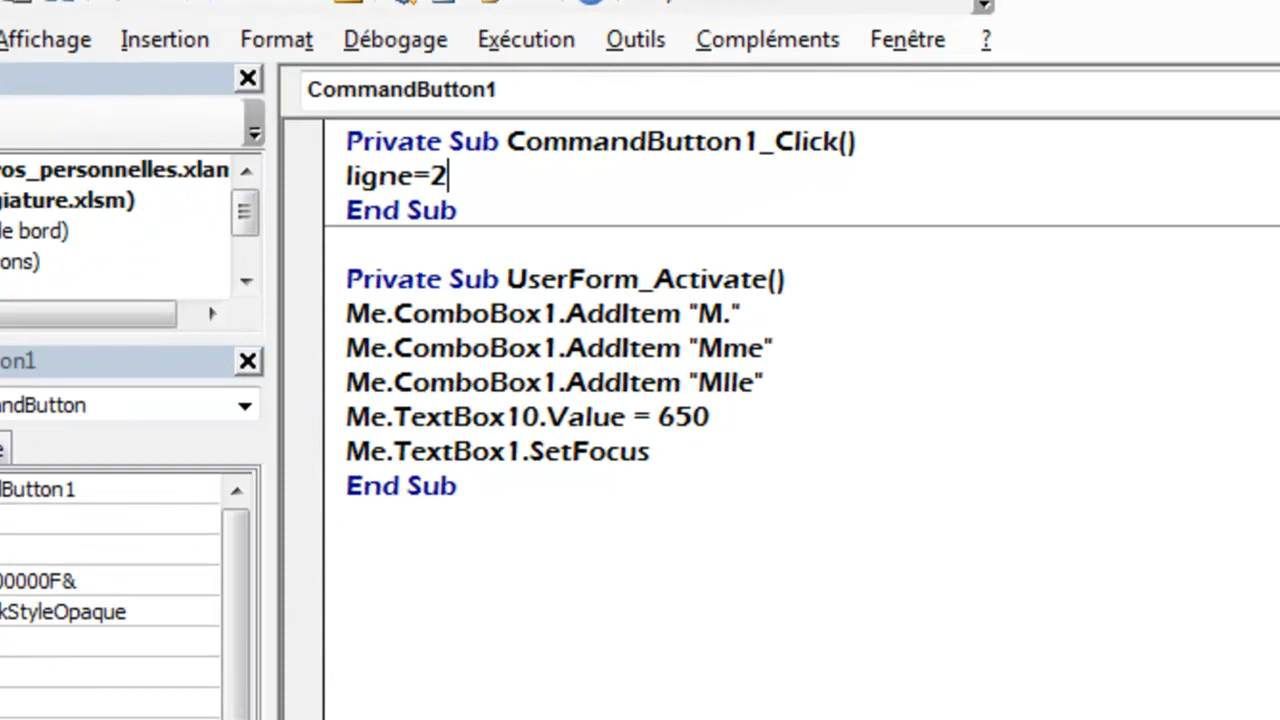 Affichage Insertion Format Débogage Exécution Outils Compléments Fenêtre ?
CommandButton1
ros_personnelles.xlan
giature.xlsm)
le bord)
ons)
on1
andButton
e
dButton1
00000F&
kStyleOpaque
Private Sub CommandButton1_Click()
ligne=2
End Sub
Private Sub UserForm_Activate()
Me.ComboBox1.AddItem "M."
Me.ComboBox1.AddItem "Mme"
Me.ComboBox1.AddItem "Mlle"
Me.TextBox10.Value = 650
Me.TextBox1.SetFocus
End Sub